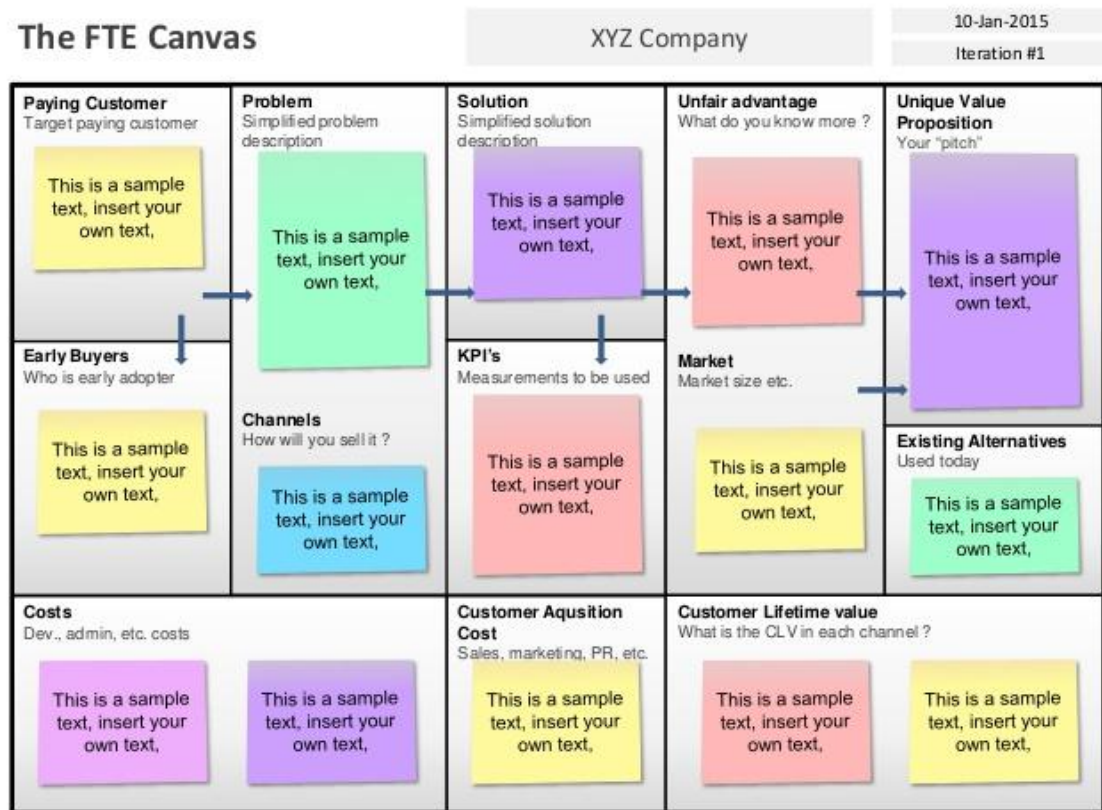 The FTE Canvas
XYZ Company
10-Jan-2015
Iteration #1
Paying Customer
Target paying customer
This is a sample
text, insert your
own text,
Early Buyers
Who is early adopter
This is a sample
text, insert your
own text,
Problem
Simplified problem
description
This is a sample
text, insert your
own text,
Channels
How will you sell it ?
This is a sample
text, insert your
own text,
Solution
Simplified solution
description
This is a sample
text, insert your
own text,
KPI's
Measurements to be used
This is a sample
text, insert your
own text,
Unfair advantage
What do you know more ?
This is a sample
text, insert your
own text,
Market
Market size etc.
This is a sample
text, insert your
own text,
Unique Value
Proposition
Your “pitch”
This is a sample
text, insert your
own text,
Existing Alternatives
Used today
This is a sample
text, insert your
own text,
Costs
Dev., admin, etc. costs
This is a sample
text, insert your
own text,
This is a sample
text, insert your
own text,
Customer Aqusition
Cost
Sales, marketing, PR, etc.
This is a sample
text, insert your
own text,
Customer Lifetime value
What is the CLV in each channel ?
This is a sample
text, insert your
own text,
This is a sample
text, insert your
own text,